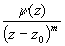 ℘(z)
(z − z₀)ᵐ